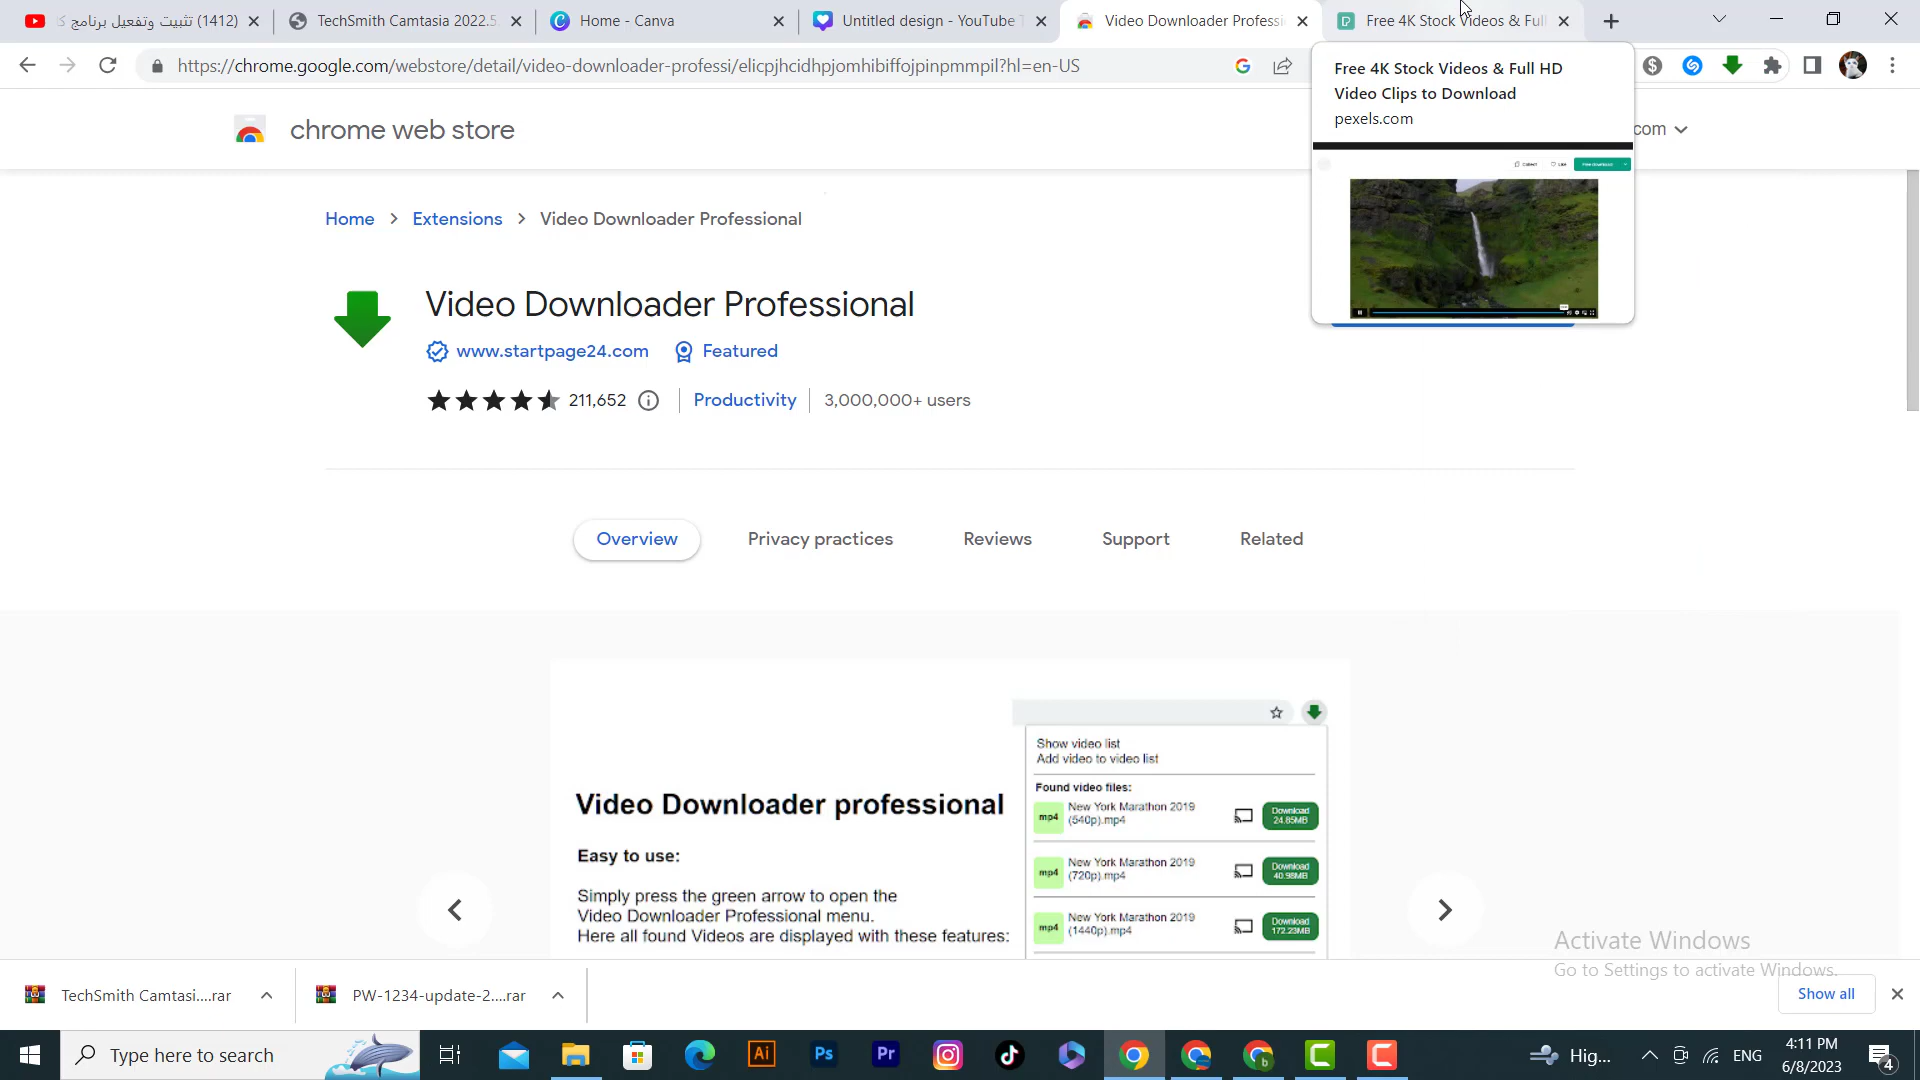 (1412) تثبيت وتفعيل برنامج ك
TechSmith Camtasia 2022.5.
Home - Canva
Untitled design - YouTube T
Video Downloader Professi
Free 4K Stock Videos & Full
https://chrome.google.com/webstore/detail/video-downloader-professi/elicpjhcidhpjomhibiffojpinpmmpil?hl=en-US
Free 4K Stock Videos & Full HD
Video Clips to Download
pexels.com
Collect
Like
Free download
chrome web store
com
Home > Extensions > Video Downloader Professional
Video Downloader Professional
www.startpage24.com
Featured
211,652
Productivity
3,000,000+ users
Overview
Privacy practices
Reviews
Support
Related
Show video list
Add video to video list
Found video files:
mp4
New York Marathon 2019
(540p).mp4
Download
24.85MB
mp4
New York Marathon 2019
(720p).mp4
Download
40.98MB
mp4
New York Marathon 2019
(1440p).mp4
Download
172.23MB
Video Downloader professional
Easy to use:
Simply press the green arrow to open the
Video Downloader Professional menu.
Here all found Videos are displayed with these features:
Activate Windows
Go to Settings to activate Windows.
TechSmith Camtasi....rar
PW-1234-update-2....rar
Show all
Type here to search
Ai
Ps
Pr
b
Hig...
ENG
4:11 PM
6/8/2023
4